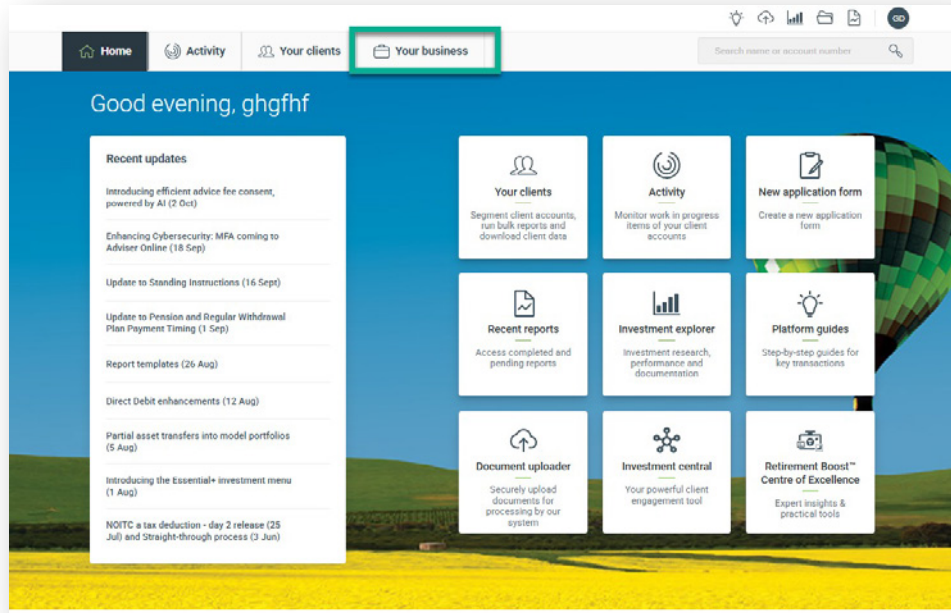 GD
Home
Activity
Your clients
Your business
Search name or account number
Good evening, ghgfhf
Recent updates
Introducing efficient advice fee consent,
powered by AI (2 Oct)
Enhancing Cybersecurity: MFA coming to
Adviser Online (18 Sep)
Update to Standing Instructions (16 Sept)
Update to Pension and Regular Withdrawal
Plan Payment Timing (1 Sep)
Report templates (26 Aug)
Direct Debit enhancements (12 Aug)
Partial asset transfers into model portfolios
(5 Aug)
Introducing the Essential+ investment menu
(1 Aug)
NOITC a tax deduction - day 2 release (25
Jul) and Straight-through process (3 Jun)
Your clients
Segment client accounts,
run bulk reports and
download client data
Activity
Monitor work in progress
items of your client
accounts
New application form
Create a new application
form
Recent reports
Access completed and
pending reports
Investment explorer
Investment research,
performance and
documentation
Platform guides
Step-by-step guides for
key transactions
Document uploader
Securely upload
documents for
processing by our
system
Investment central
Your powerful client
engagement tool
Retirement Boost™
Centre of Excellence
Expert insights &
practical tools